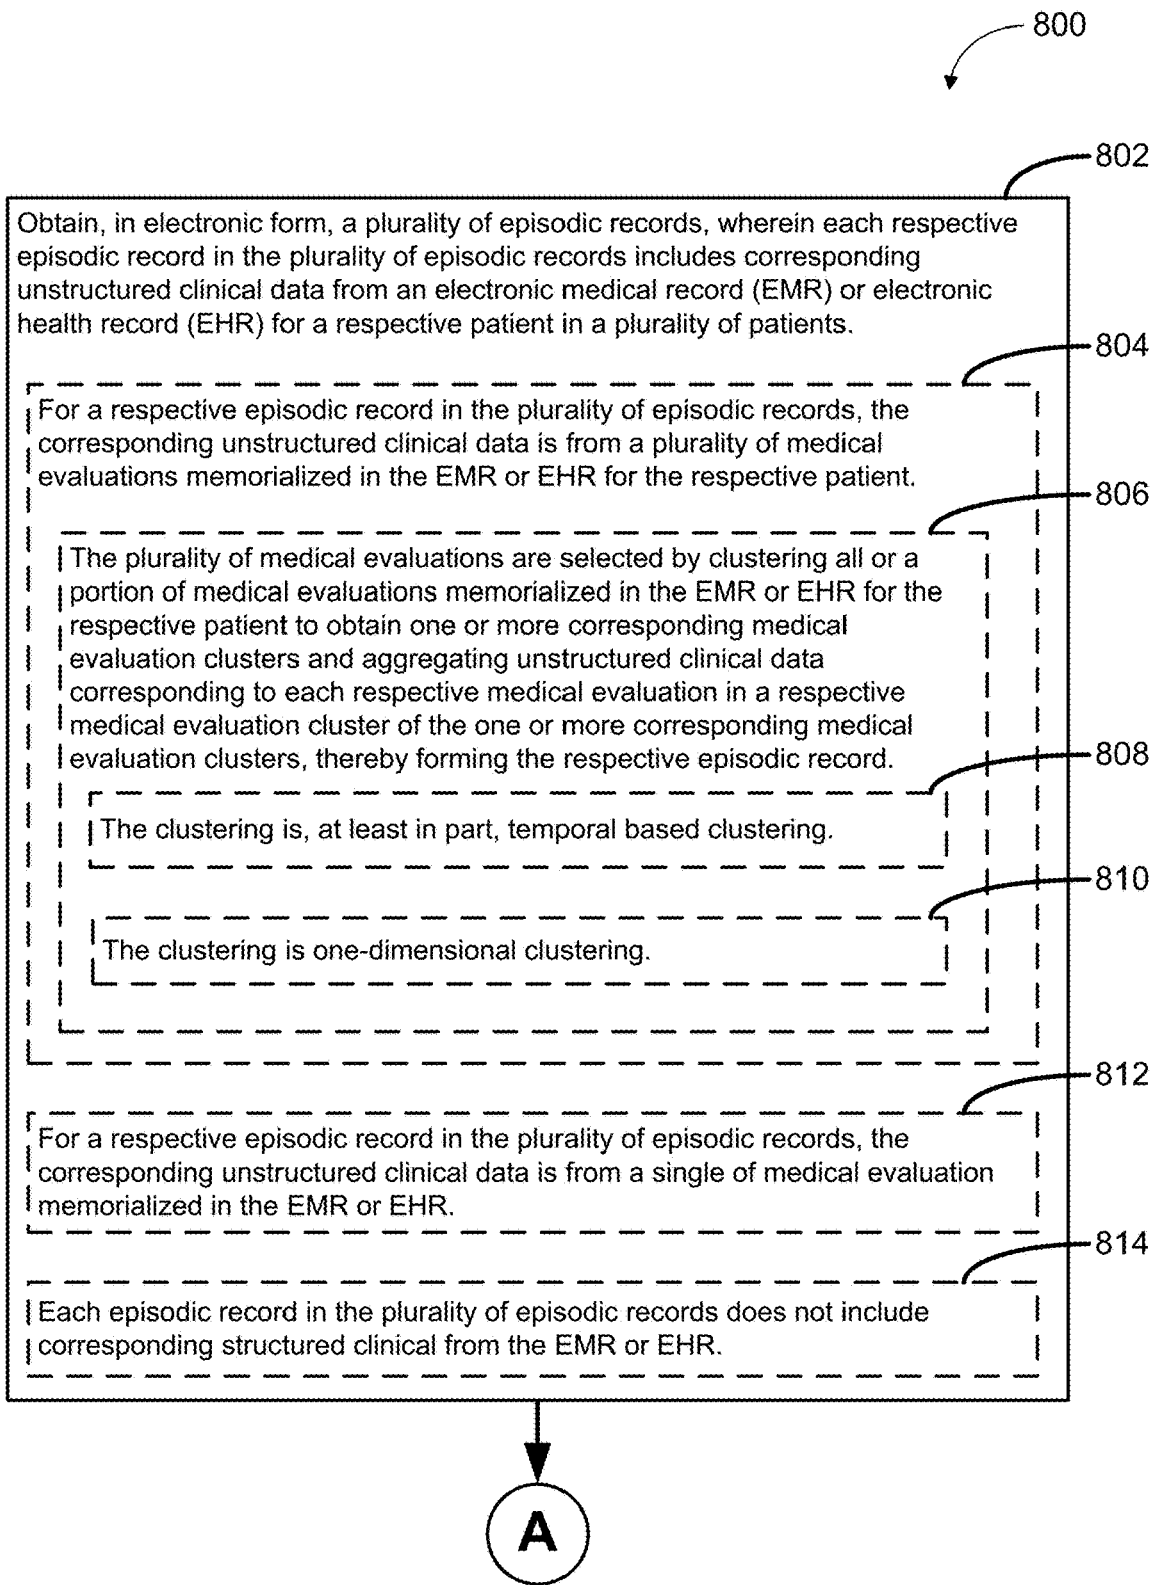 800
802
Obtain, in electronic form, a plurality of episodic records, wherein each respective
episodic record in the plurality of episodic records includes corresponding
unstructured clinical data from an electronic medical record (EMR) or electronic
health record (EHR) for a respective patient in a plurality of patients.
804
For a respective episodic record in the plurality of episodic records, the
corresponding unstructured clinical data is from a plurality of medical
evaluations memorialized in the EMR or EHR for the respective patient.
806
The plurality of medical evaluations are selected by clustering all or a
portion of medical evaluations memorialized in the EMR or EHR for the
respective patient to obtain one or more corresponding medical
evaluation clusters and aggregating unstructured clinical data
corresponding to each respective medical evaluation in a respective
medical evaluation cluster of the one or more corresponding medical
evaluation clusters, thereby forming the respective episodic record.
808
The clustering is, at least in part, temporal based clustering.
810
The clustering is one-dimensional clustering.
812
For a respective episodic record in the plurality of episodic records, the
corresponding unstructured clinical data is from a single of medical evaluation
memorialized in the EMR or EHR.
814
Each episodic record in the plurality of episodic records does not include
corresponding structured clinical from the EMR or EHR.
A